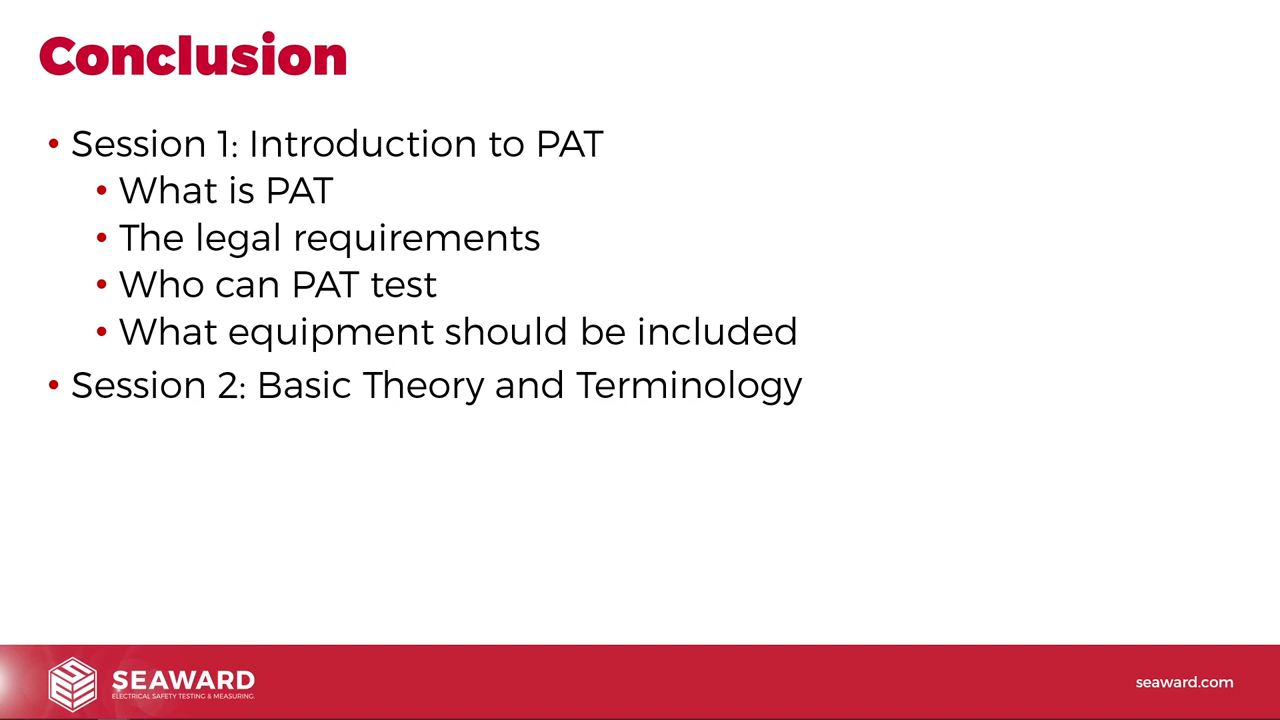 Conclusion
• Session 1: Introduction to PAT
• What is PAT
• The legal requirements
• Who can PAT test
• What equipment should be included
• Session 2: Basic Theory and Terminology
SEAWARD
ELECTRICAL SAFETY TESTING & MEASURING.
seaward.com